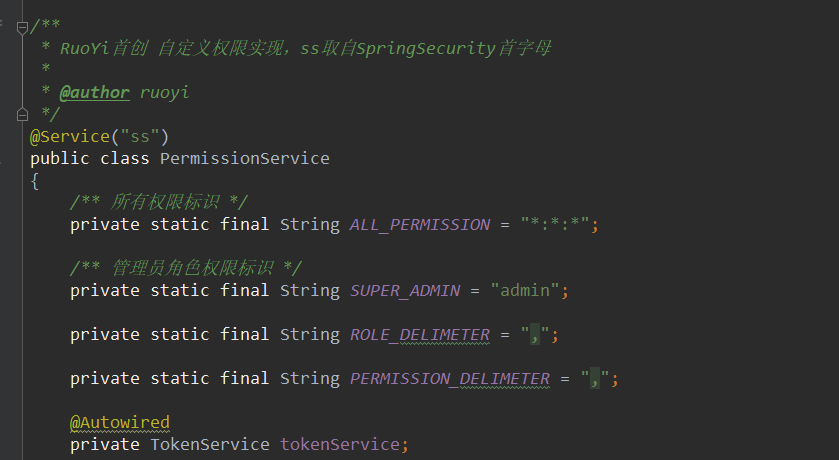 /**
 * RuoYi首创 自定义权限实现，ss取自SpringSecurity首字母
 *
 * @author ruoyi
 */
@Service("ss")
public class PermissionService
{
    /** 所有权限标识 */
    private static final String ALL_PERMISSION = "*:*:*";

    /** 管理员角色权限标识 */
    private static final String SUPER_ADMIN = "admin";

    private static final String ROLE_DELIMETER = ",";

    private static final String PERMISSION_DELIMETER = ",";

    @Autowired
    private TokenService tokenService;